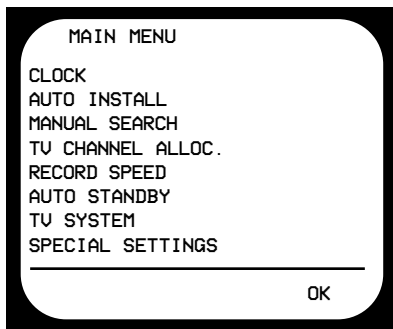 MAIN MENU
CLOCK
AUTO INSTALL
MANUAL SEARCH
TV CHANNEL ALLOC.
RECORD SPEED
AUTO STANDBY
TV SYSTEM
SPECIAL SETTINGS
OK